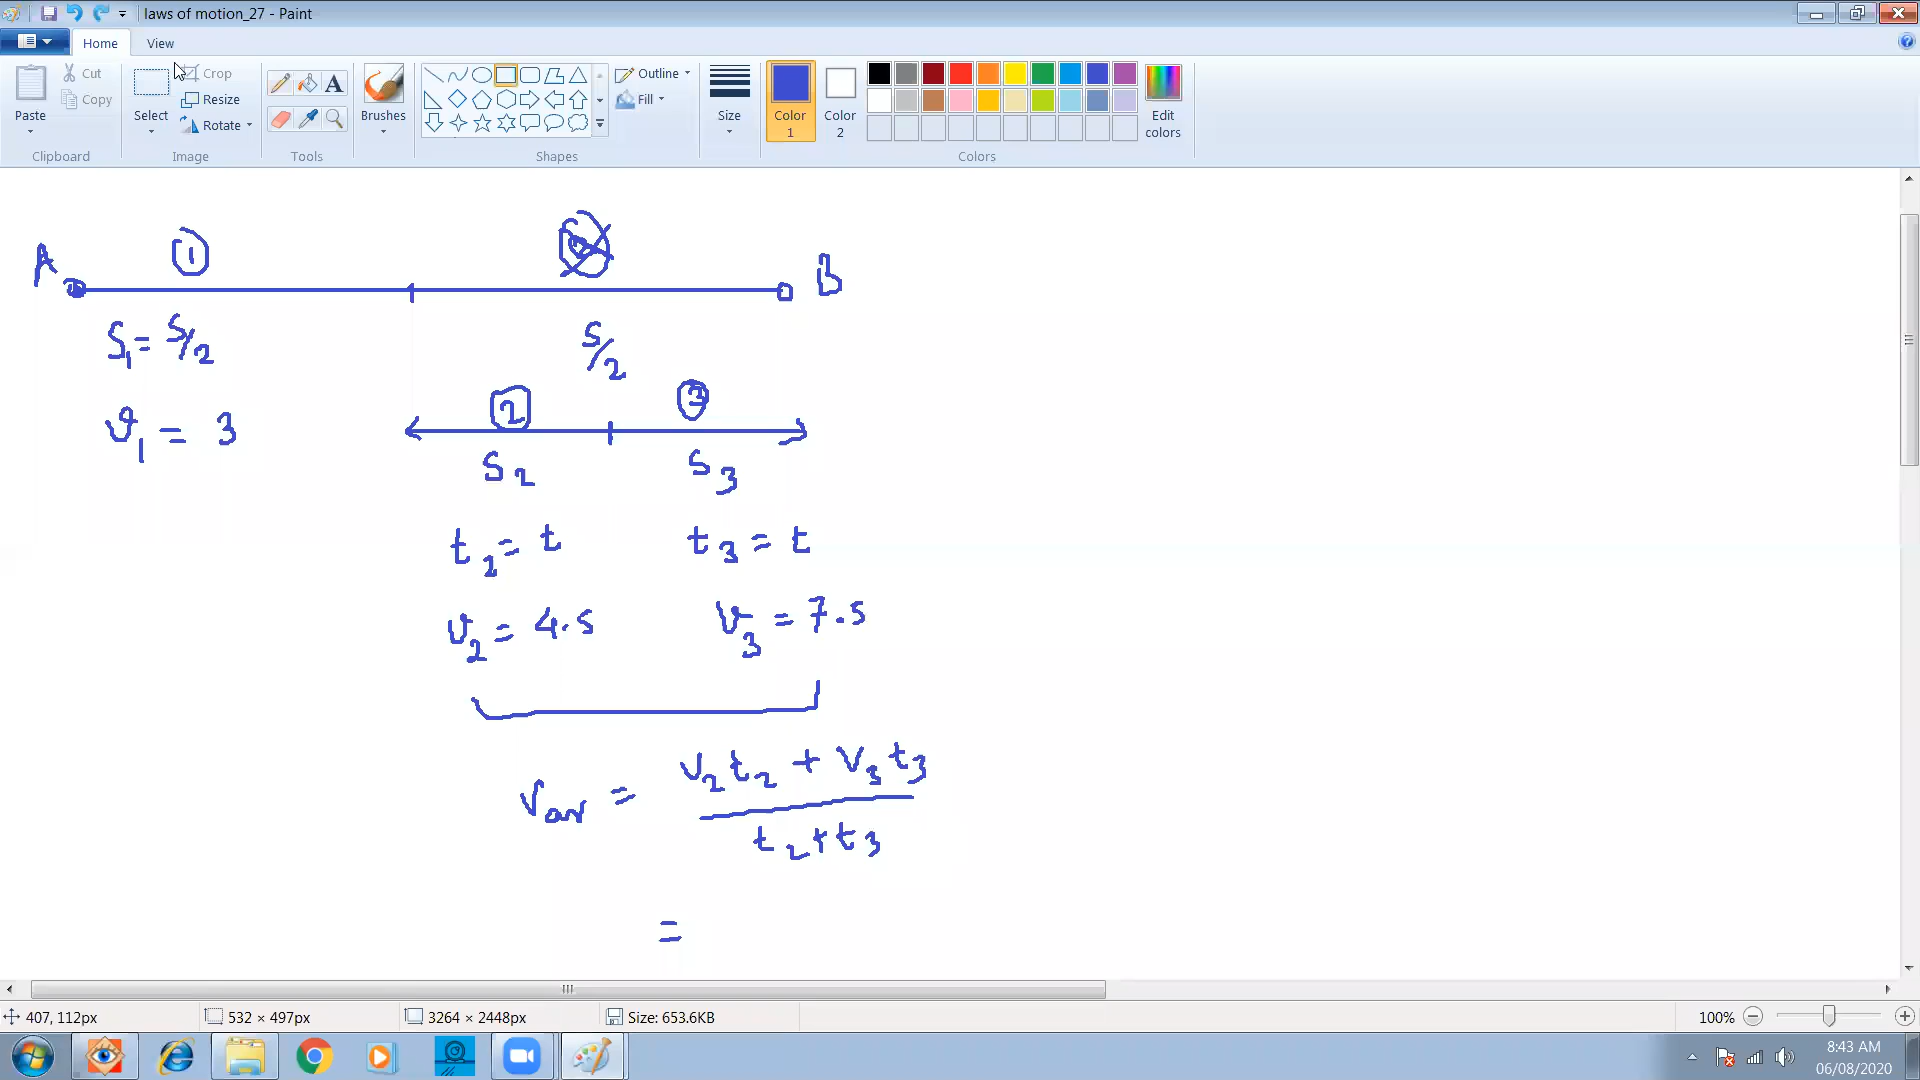 laws of motion_27 - Paint
Home View
Paste Cut Copy Select Crop Resize Rotate Brushes Outline Fill Size Color 1 Color 2 Edit colors
Clipboard Image Tools Shapes Colors
A ① B
S₁ = S/2 S/2
v₁ = 3 ② ③
S₂ S₃
t₂ = t t₃ = t
v₂ = 4.5 v₃ = 7.5
Vav = (V₂t₂ + V₃t₃) / (t₂ + t₃)
=
407, 112px 532 × 497px 3264 × 2448px Size: 653.6KB 100%
8:43 AM
06/08/2020